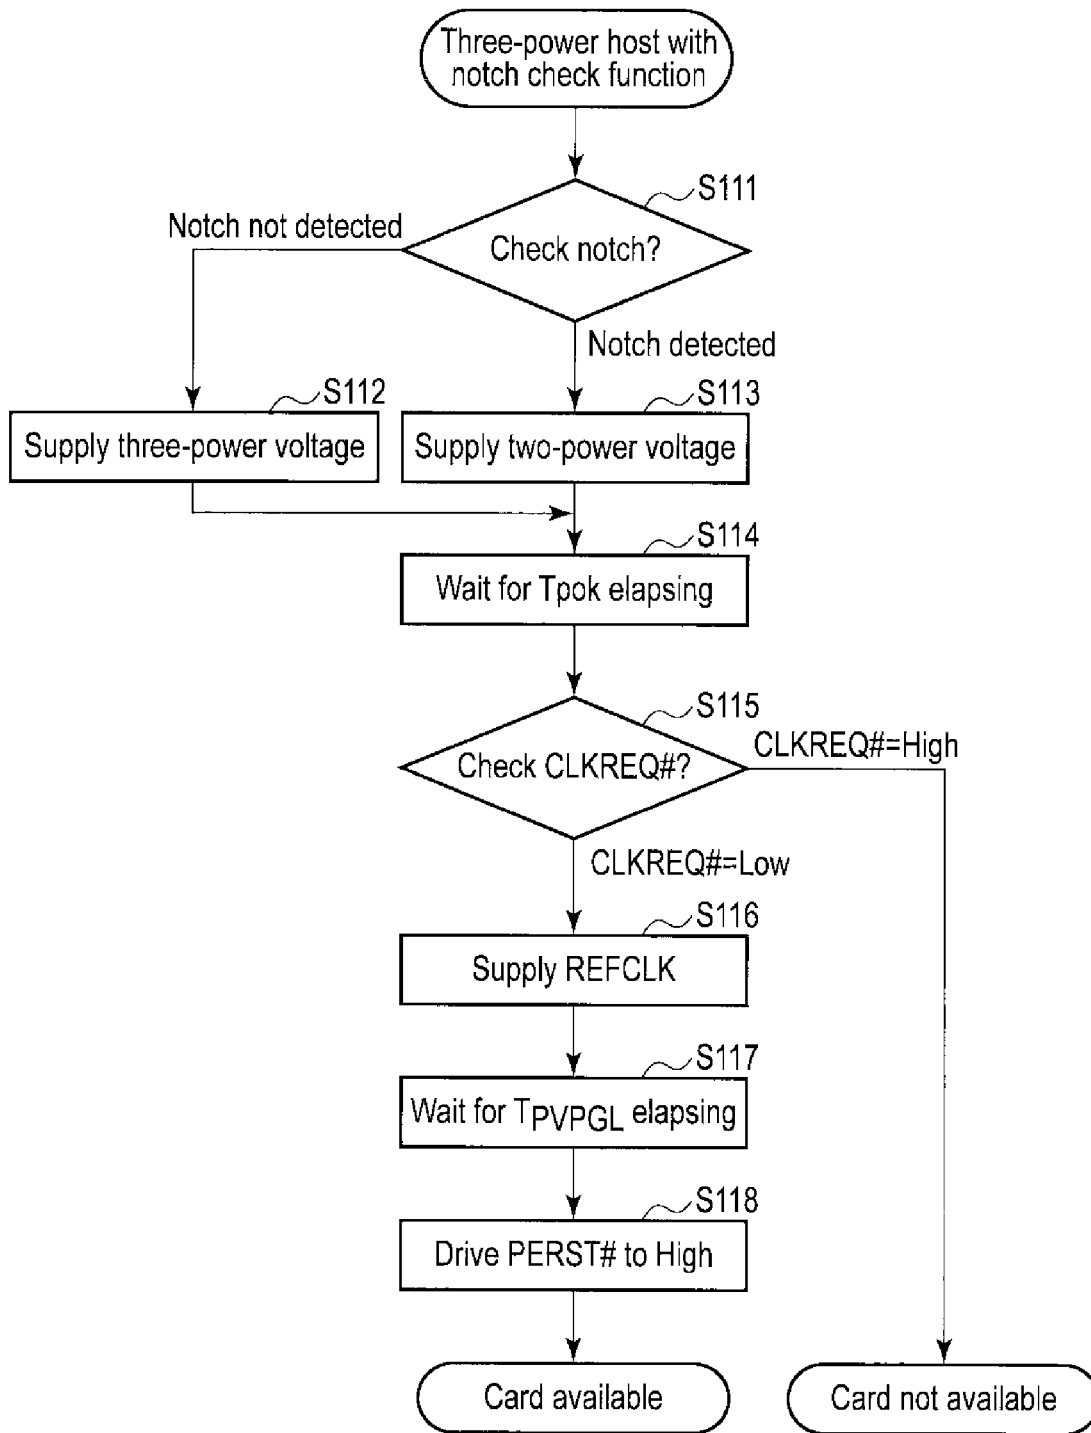 Three-power host with
notch check function
S111
Notch not detected
Check notch?
Notch detected
S112
S113
Supply three-power voltage
Supply two-power voltage
S114
Wait for Tpok elapsing
S115
CLKREQ#=High
Check CLKREQ#?
CLKREQ#=Low
S116
Supply REFCLK
S117
Wait for TPVPGL elapsing
S118
Drive PERST# to High
Card available
Card not available